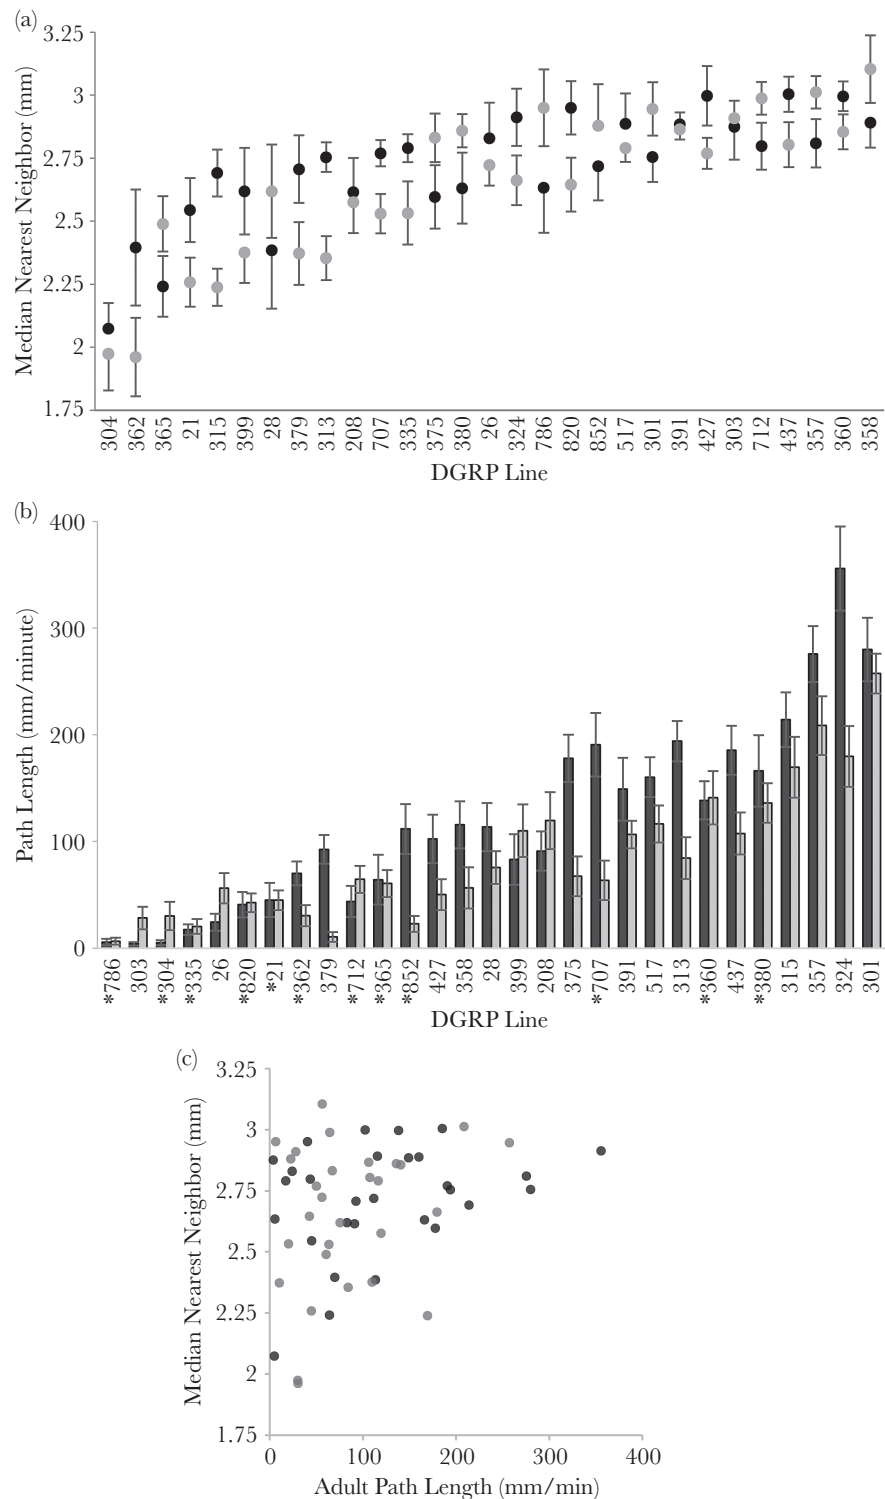 (a)
3.25
3
2.75
2.5
2.25
2
1.75
Median Nearest Neighbor (mm)
304 362 365 21 315 399 28 379 313 208 707 335 375 380 26 324 786 820 852 517 301 391 427 303 712 437 357 360 358
DGRP Line
(b)
400
300
200
100
0
Path Length (mm/minute)
*786 303 *304 *335 26 *820 *21 *362 379 *712 *365 *852 427 358 28 399 208 375 *707 391 517 313 *360 437 *380 315 357 324 301
DGRP Line
(c)
3.25
3
2.75
2.5
2.25
2
1.75
Median Nearest Neighbor (mm)
0 100 200 300 400
Adult Path Length (mm/min)